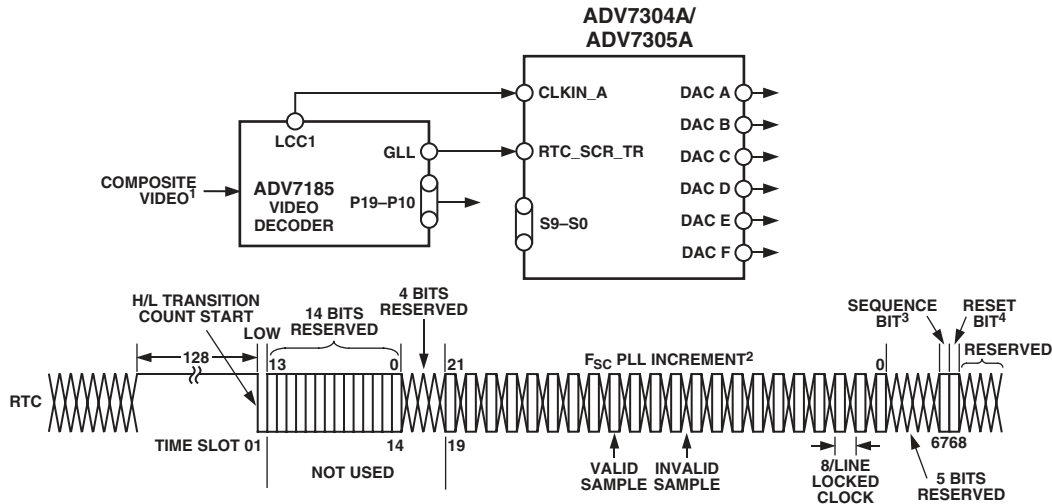 ADV7304A/
ADV7305A
CLKIN_A
DAC A
DAC B
LCC1
GLL
RTC_SCR_TR
DAC C
COMPOSITE
VIDEO1
ADV7185
VIDEO
DECODER
P19–P10
DAC D
S9–S0
DAC E
DAC F
H/L TRANSITION
COUNT START
LOW
14 BITS
RESERVED
4 BITS
RESERVED
SEQUENCE
BIT3
RESET
BIT4
RESERVED
128
13
0
21
FSC PLL INCREMENT2
0
RTC
TIME SLOT 01
14
19
6768
NOT USED
VALID
SAMPLE
INVALID
SAMPLE
8/LINE
LOCKED
CLOCK
5 BITS
RESERVED